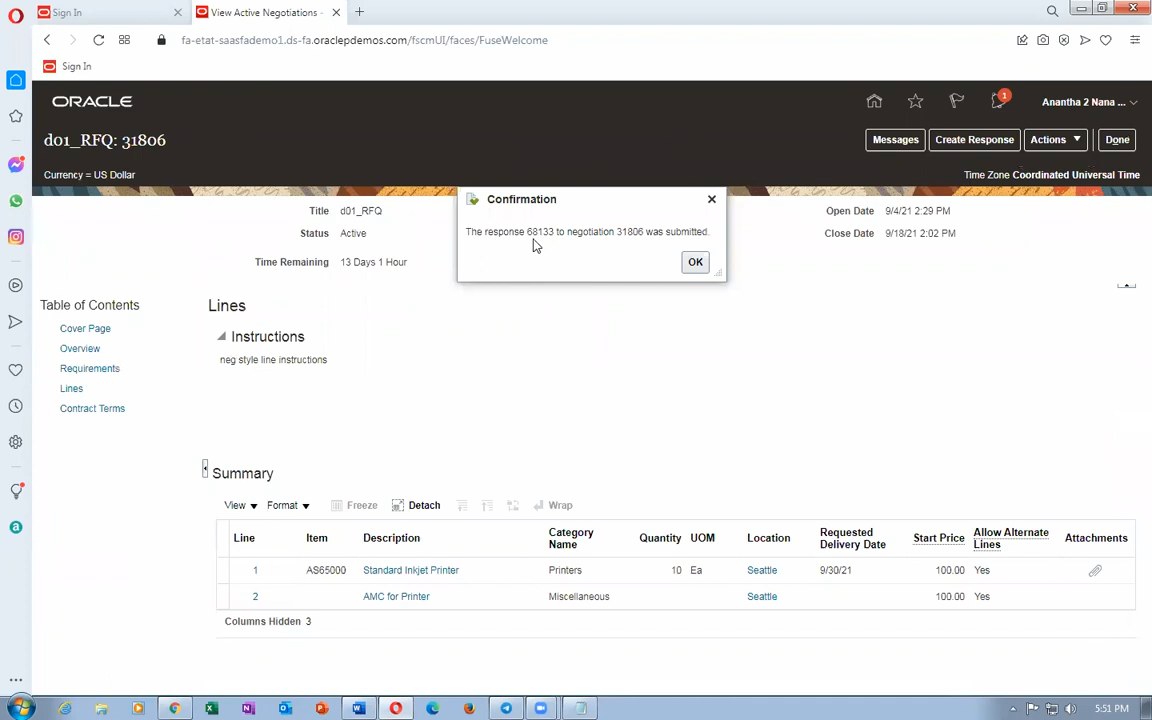 Sign In
View Active Negotiations -
fa-etat-saasfademo1.ds-fa.oraclepdemos.com/fscmUI/faces/FuseWelcome
Sign In
ORACLE
1
Anantha 2 Nana ...
d01_RFQ: 31806
Messages
Create Response
Actions
Done
Currency = US Dollar
Time Zone Coordinated Universal Time
Confirmation
The response 68133 to negotiation 31806 was submitted.
OK
Title d01_RFQ
Status Active
Time Remaining 13 Days 1 Hour
Open Date 9/4/21 2:29 PM
Close Date 9/18/21 2:02 PM
Table of Contents
Cover Page
Overview
Requirements
Lines
Contract Terms
Lines
Instructions
neg style line instructions
Summary
View Format Freeze Detach Wrap
Line Item Description Category Name Quantity UOM Location Requested Delivery Date Start Price Allow Alternate Lines Attachments
1 AS65000 Standard Inkjet Printer Printers 10 Ea Seattle 9/30/21 100.00 Yes
2 AMC for Printer Miscellaneous Seattle 100.00 Yes
Columns Hidden 3
5:51 PM